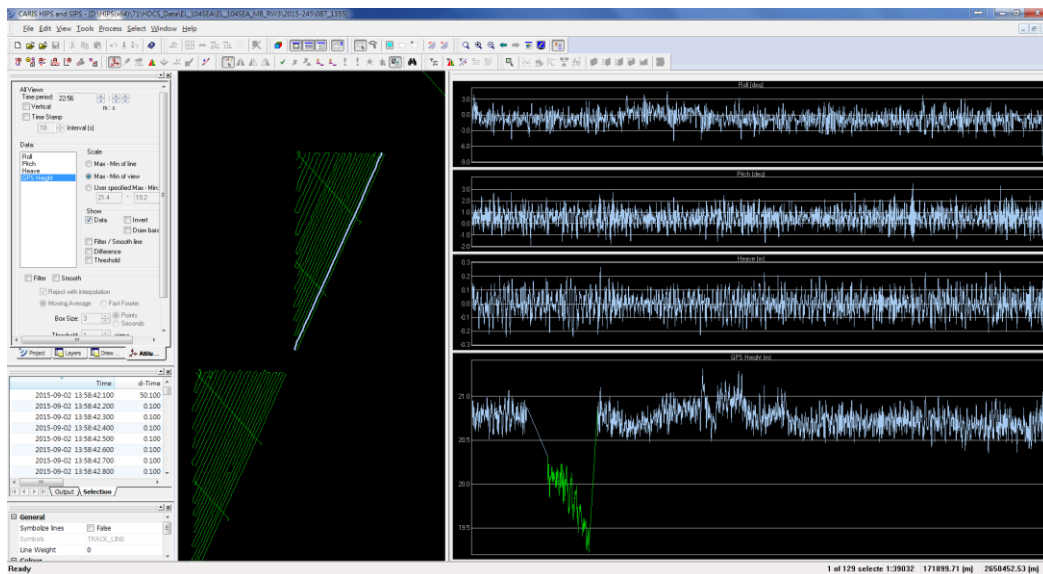 CARIS HIPS and SIPS - [D:\HIPS(x64)\71\HDCS_Data\EL_104SEA\EL_104SEA_MB_RW3\2015-245\087_1355]
File Edit View Tools Process Select Window Help
All Views
Time period 22:56
Vertical m : s
Time Stamp
10 Interval (s)
Data
Roll
Pitch
Heave
GPS Height
Scale
Max - Min of line
Max - Min of view
User specified Max - Min:
21.4 - 19.2
Show
Data Invert
Draw bars
Filter / Smooth line
Difference
Threshold
Filter Smooth
Reject with interpolation
Moving Average Fast Fourier
Box Size: 3 Points
Seconds
Project Layers Draw ... Attitu...
Time d-Time
2015-09-02 13:58:42.100 50:100
2015-09-02 13:58:42.200 0.100
2015-09-02 13:58:42.300 0.100
2015-09-02 13:58:42.400 0.100
2015-09-02 13:58:42.500 0.100
2015-09-02 13:58:42.600 0.100
2015-09-02 13:58:42.700 0.100
2015-09-02 13:58:42.800 0.100
Output Selection
General
Symbolize lines False
Symbols TRACK_LINE
Line Weight 0
Colour
Roll (deg)
3.0
0.0
-3.0
-6.0
-9.0
Pitch (deg)
3.0
2.0
1.0
0.0
-1.0
-2.0
Heave (m)
0.3
0.2
0.1
0.0
0.1
0.2
0.3
GPS Height (m)
21.0
20.5
20.0
19.5
Ready
1 of 129 selecte 1:39032 171899.71 (m) 2650452.53 (m)